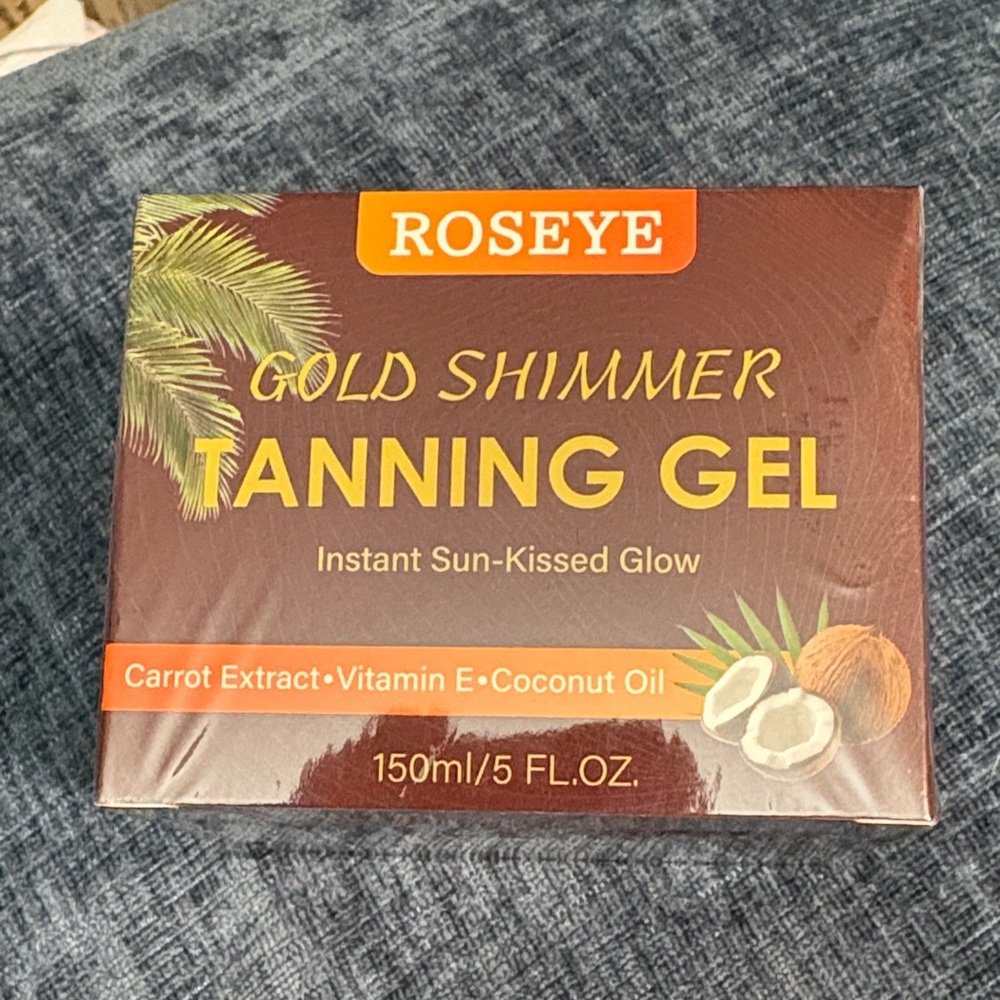 ROSEYE
GOLD SHIMMER
TANNING GEL
Instant Sun-Kissed Glow
Carrot Extract•Vitamin E•Coconut Oil
150ml/5 FL.OZ.